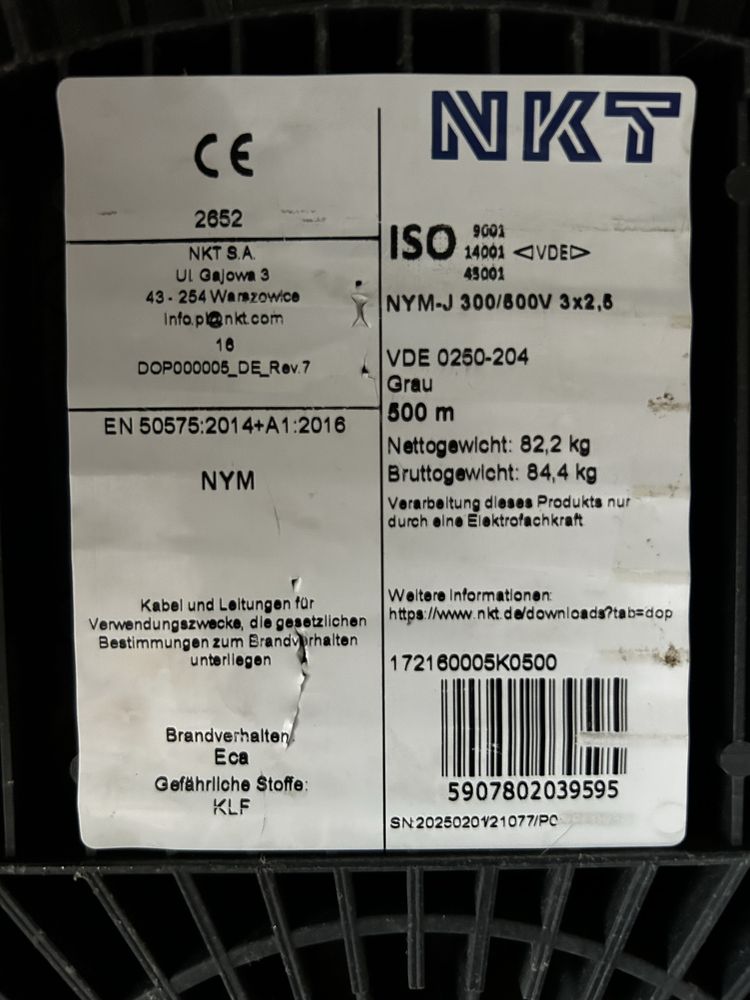 CE
2652
NKT S.A.
Ul. Gajowa 3
43 - 254 Warszowice
info.pl@nkt.com
16
DOP000005_DE_Rev.7
EN 50575:2014+A1:2016
NYM
Kabel und Leitungen für
Verwendungszwecke, die gesetzlichen
Bestimmungen zum Brandverhalten
unterliegen
Brandverhalten:
Eca
Gefährliche Stoffe:
KLF
NKT
ISO 9001
14001 ◁VDE▷
45001
NYM-J 300/500V 3x2,5
VDE 0250-204
Grau
500 m
Nettogewicht: 82,2 kg
Bruttogewicht: 84,4 kg
Verarbeitung dieses Produkts nur
durch eine Elektrofachkraft
Weitere Informationen:
https://www.nkt.de/downloads?tab=dop
172160005K0500
5907802039595